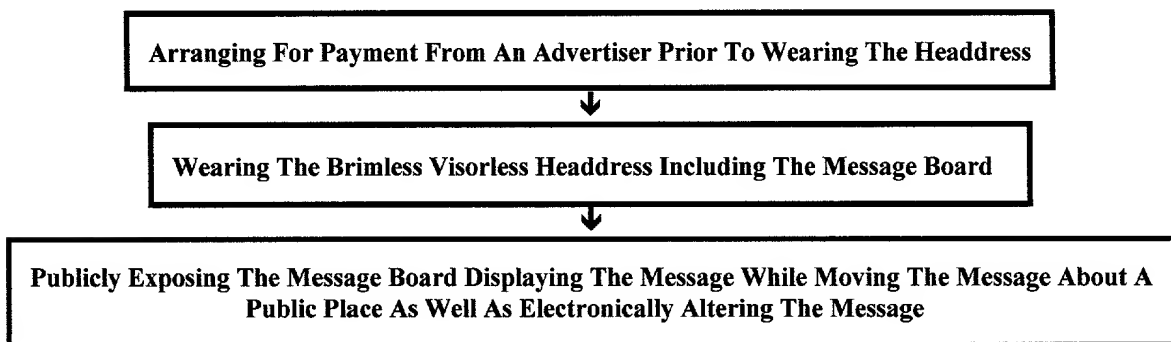 Arranging For Payment From An Advertiser Prior To Wearing The Headdress
Wearing The Brimless Visorless Headdress Including The Message Board
Publicly Exposing The Message Board Displaying The Message While Moving The Message About A
Public Place As Well As Electronically Altering The Message